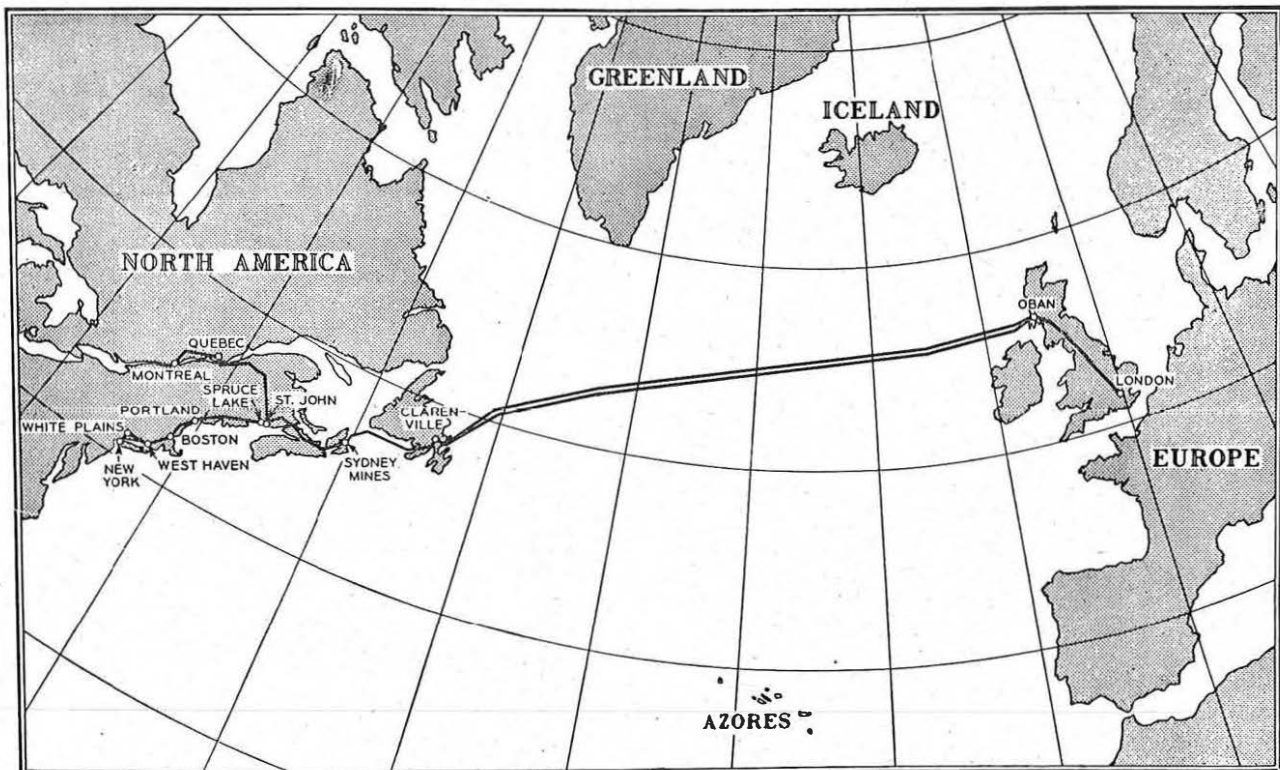 GREENLAND
ICELAND
NORTH AMERICA
OBAN
QUEBEC
MONTREAL
SPRUCE
LAKE
ST. JOHN
LONDON
PORTLAND
CLAREN-
VILLE
WHITE PLAINS
BOSTON
EUROPE
WEST HAVEN
SYDNEY
MINES
NEW
YORK
AZORES